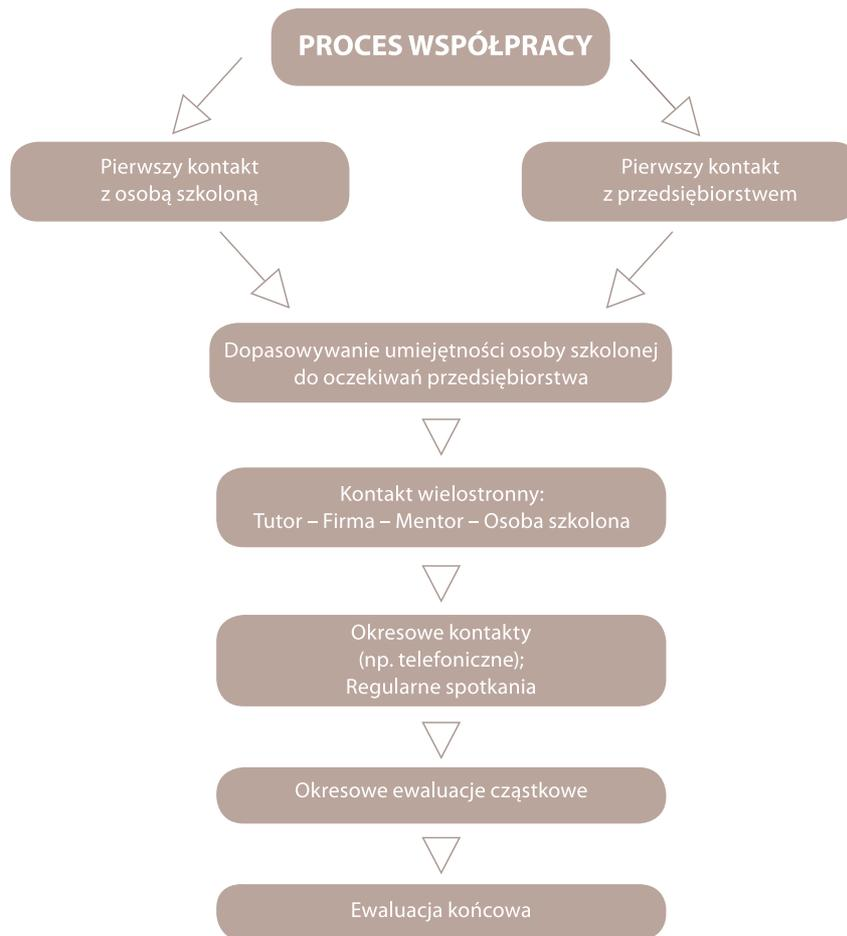 PROCES WSPÓŁPRACY
Pierwszy kontakt
z osobą szkoloną
Pierwszy kontakt
z przedsiębiorstwem
Dopasowywanie umiejętności osoby szkolonej
do oczekiwań przedsiębiorstwa
Kontakt wielostronny:
Tutor – Firma – Mentor – Osoba szkolona
Okresowe kontakty
(np. telefoniczne);
Regularne spotkania
Okresowe ewaluacje cząstkowe
Ewaluacja końcowa